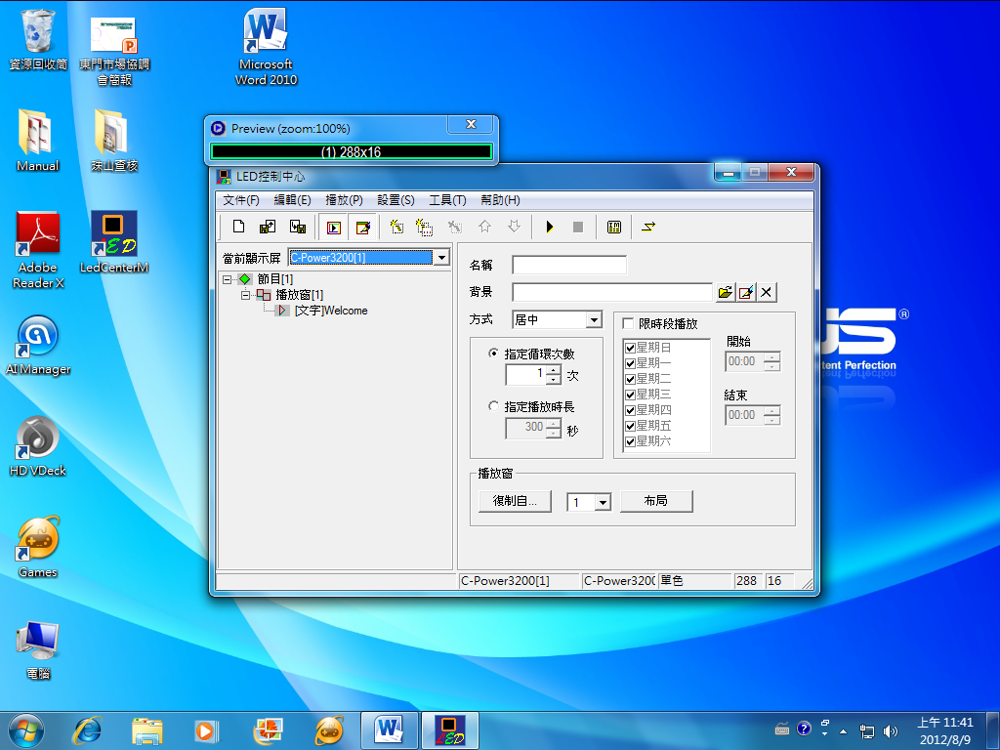 資源回收筒
東門市場協調
會簡報
Microsoft
Word 2010
Manual
珠山查核
Adobe
Reader X
LedCenterM
AI Manager
HD VDeck
Games
電腦
Preview (zoom:100%)
(1) 288x16
LED控制中心
文件(F) 編輯(E) 播放(P) 設置(S) 工具(T) 幫助(H)
當前顯示屏 C-Power3200[1]
節目[1]
播放窗[1]
[文字]Welcome
名稱
背景
方式 居中
指定循環次數
1 次
指定播放時長
300 秒
限時段播放
星期日
星期一
星期二
星期三
星期四
星期五
星期六
開始
00:00
結束
00:00
播放窗
復制自... 1 布局
C-Power3200[1] C-Power3200 單色 288 16
tent Perfection
上午 11:41
2012/8/9